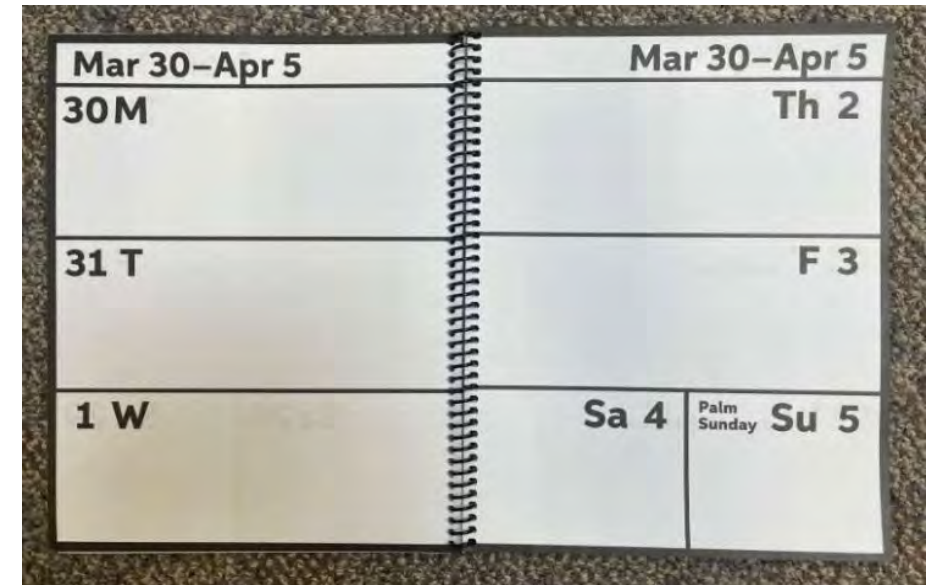 Mar 30–Apr 5
30 M
31 T
1 W
Mar 30–Apr 5
Th 2
F 3
Sa 4
Palm
Sunday
Su 5